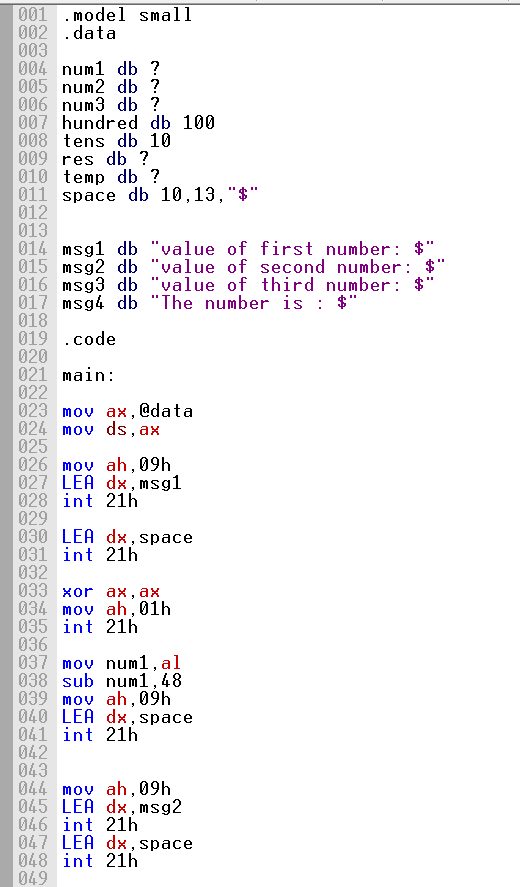 001 .model small
002 .data
003
004 num1 db ?
005 num2 db ?
006 num3 db ?
007 hundred db 100
008 tens db 10
009 res db ?
010 temp db ?
011 space db 10,13,"$"
012
013
014 msg1 db "value of first number: $"
015 msg2 db "value of second number: $"
016 msg3 db "value of third number: $"
017 msg4 db "The number is : $"
018
019 .code
020
021 main:
022
023 mov ax,@data
024 mov ds,ax
025
026 mov ah,09h
027 LEA dx,msg1
028 int 21h
029
030 LEA dx,space
031 int 21h
032
033 xor ax,ax
034 mov ah,01h
035 int 21h
036
037 mov num1,al
038 sub num1,48
039 mov ah,09h
040 LEA dx,space
041 int 21h
042
043
044 mov ah,09h
045 LEA dx,msg2
046 int 21h
047 LEA dx,space
048 int 21h
049